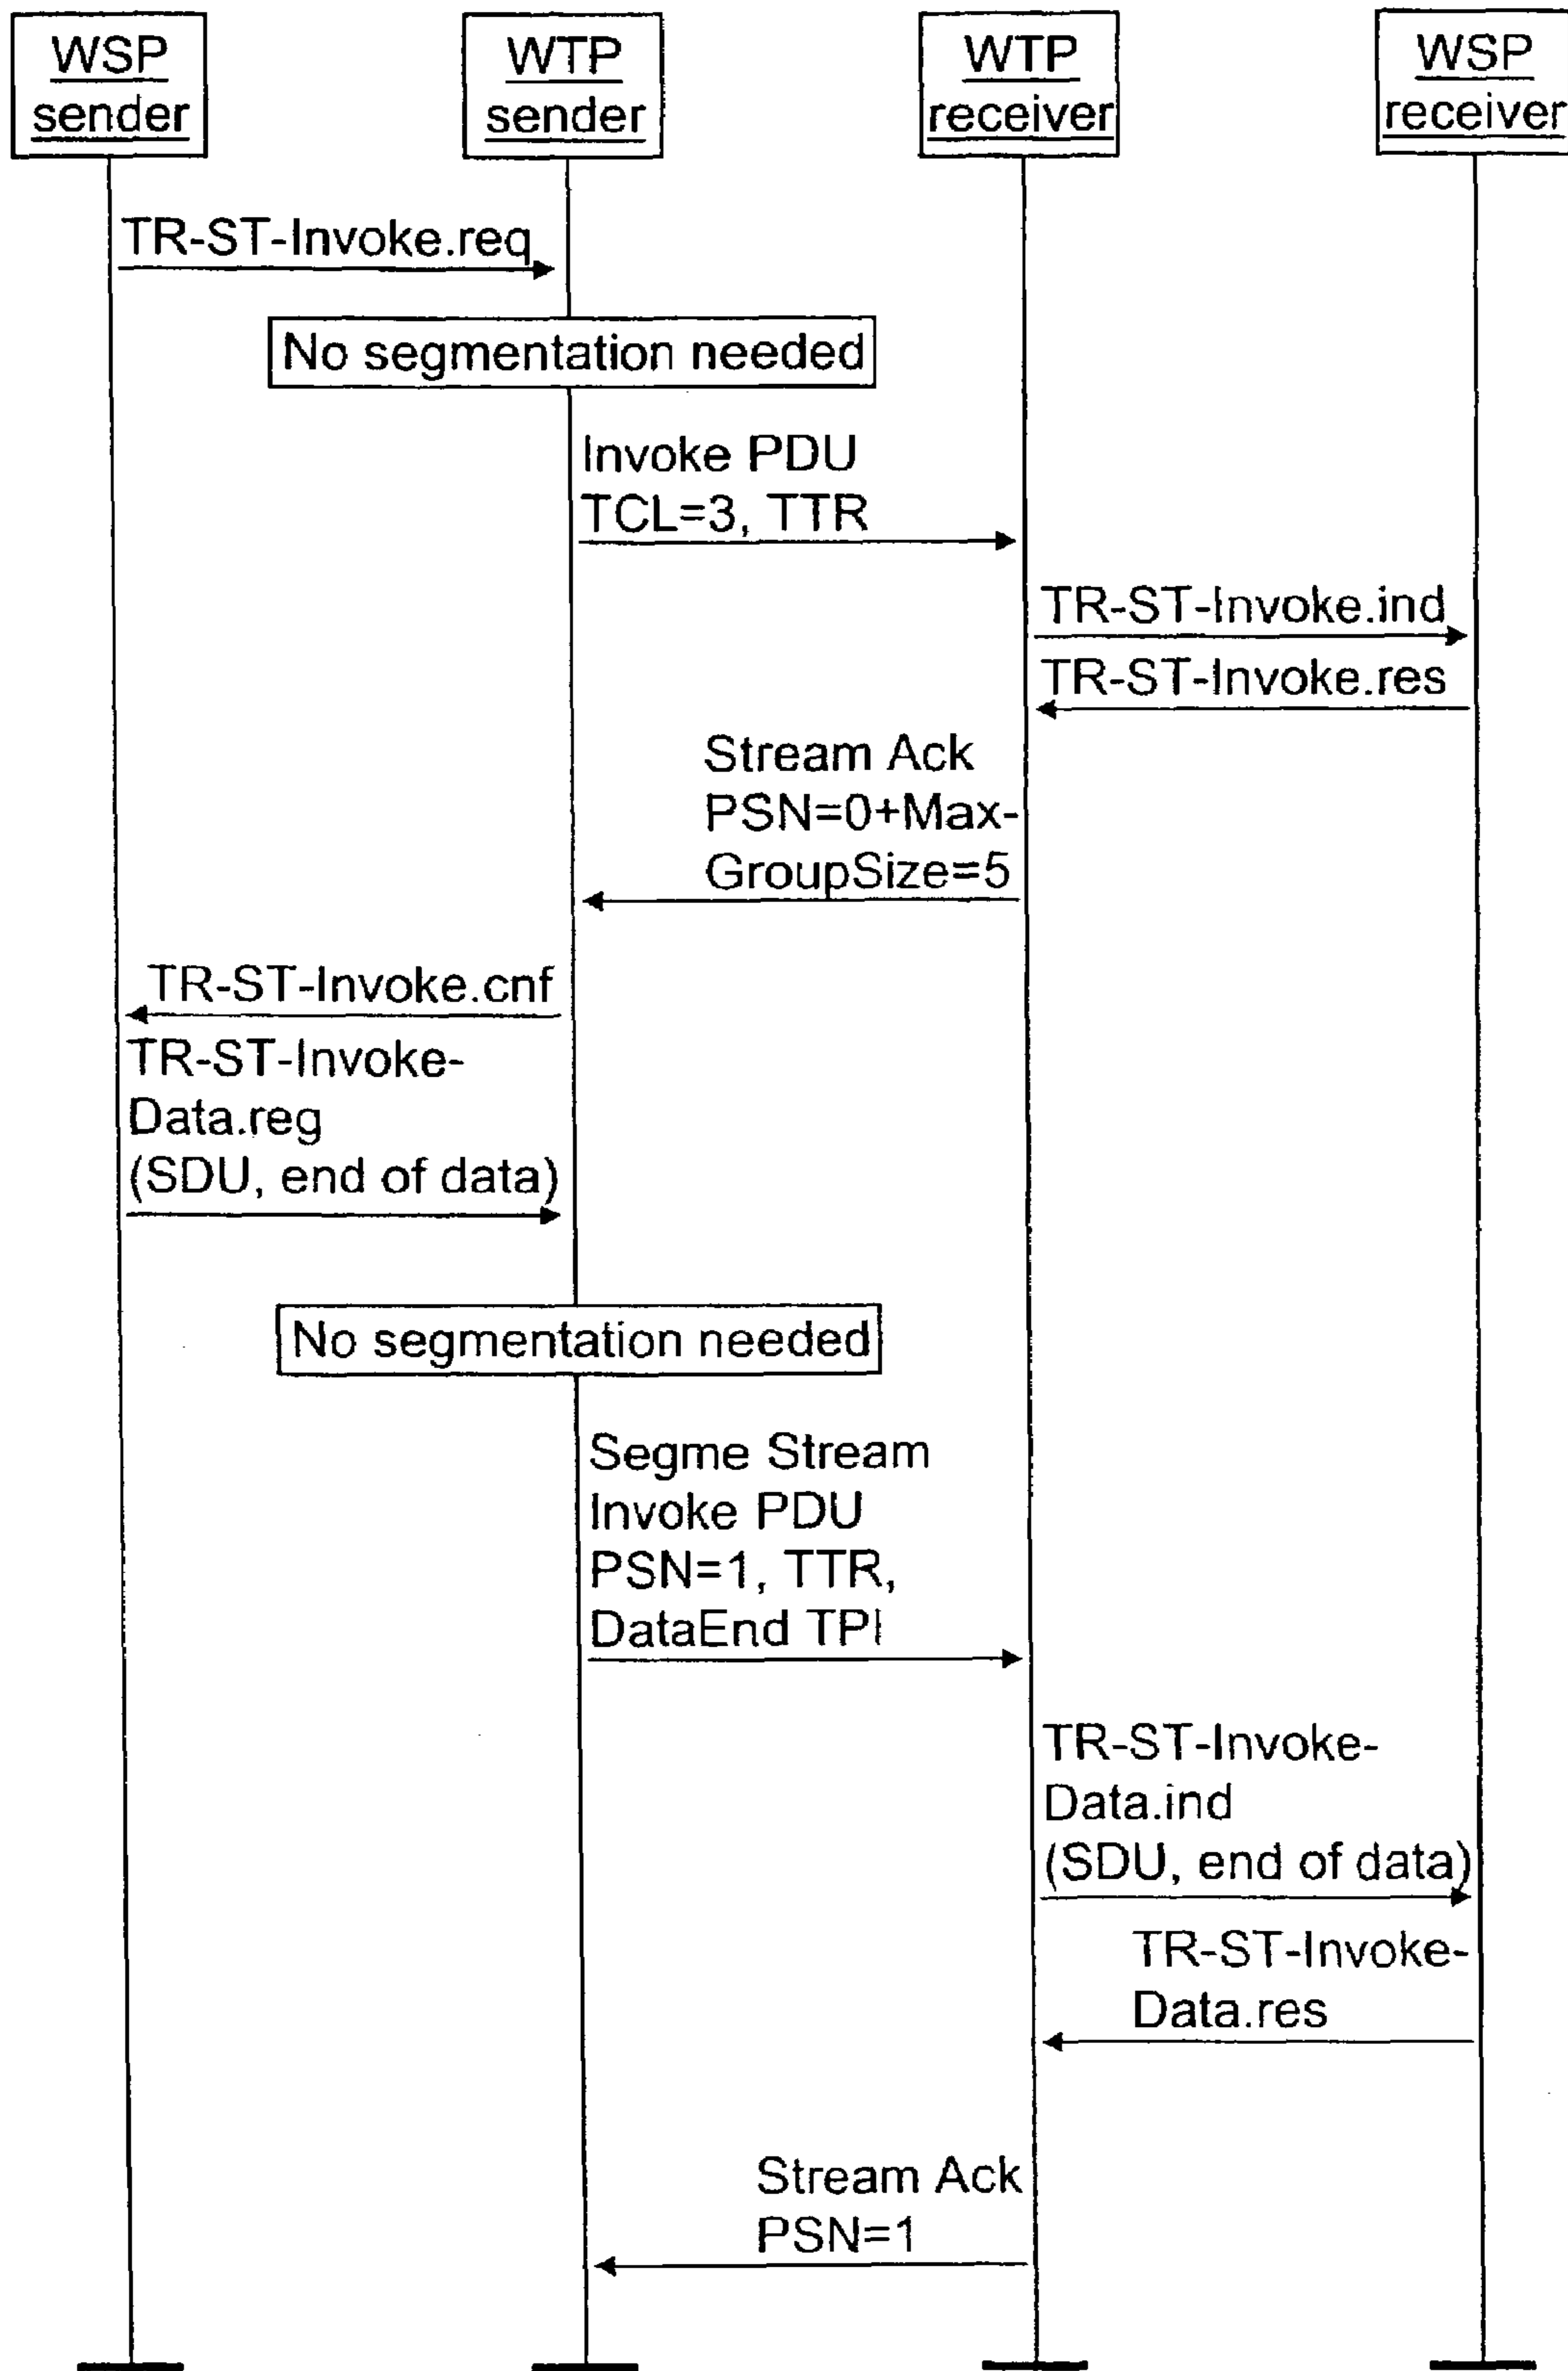 WSP
sender
WTP
sender
WTP
receiver
WSP
receiver
TR-ST-Invoke.req
No segmentation needed
Invoke PDU
TCL=3, TTR
TR-ST-Invoke.ind
TR-ST-Invoke.res
Stream Ack
PSN=0+Max-
GroupSize=5
TR-ST-Invoke.cnf
TR-ST-Invoke-
Data.reg
(SDU, end of data)
No segmentation needed
Segme Stream
Invoke PDU
PSN=1, TTR,
DataEnd TPI
TR-ST-Invoke-
Data.ind
(SDU, end of data)
TR-ST-Invoke-
Data.res
Stream Ack
PSN=1